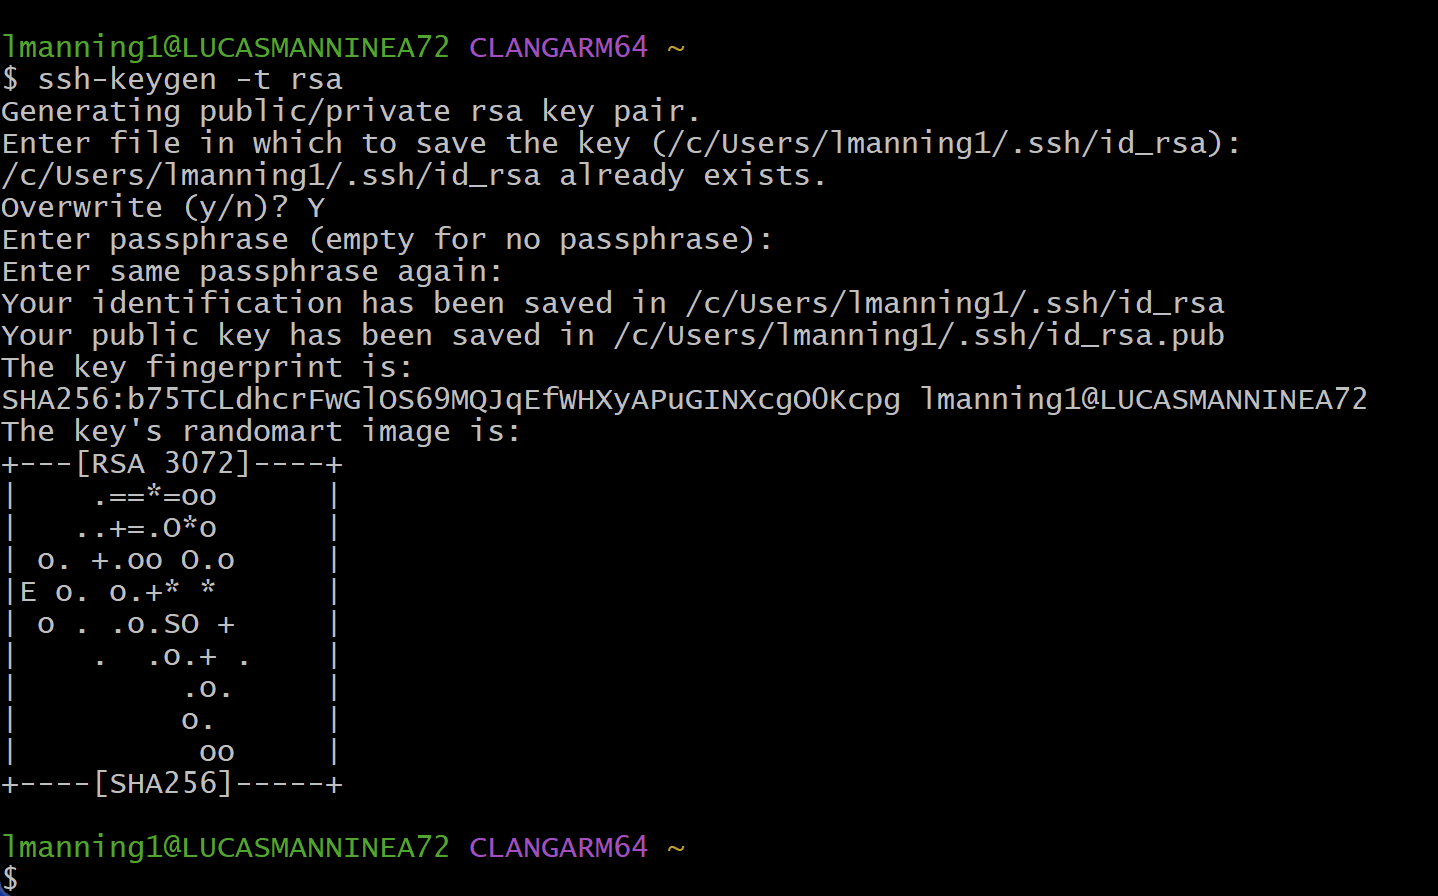 lmanning1@LUCASMANNINEA72 CLANGARM64 ~
$ ssh-keygen -t rsa
Generating public/private rsa key pair.
Enter file in which to save the key (/c/Users/lmanning1/.ssh/id_rsa):
/c/Users/lmanning1/.ssh/id_rsa already exists.
Overwrite (y/n)? Y
Enter passphrase (empty for no passphrase):
Enter same passphrase again:
Your identification has been saved in /c/Users/lmanning1/.ssh/id_rsa
Your public key has been saved in /c/Users/lmanning1/.ssh/id_rsa.pub
The key fingerprint is:
SHA256:b75TCLdhcrFwGlOS69MQJqEfWHXyAPuGINXcgO0Kcpg lmanning1@LUCASMANNINEA72
The key's randomart image is:
+---[RSA 3072]----+
|    .==*=oo      |
|   ..+=.O*o      |
| o. +.oo O.o     |
|E o. o.+* *      |
| o . .o.SO +     |
|    .  .o.+ .    |
|         .o.     |
|         o.      |
|          oo     |
+----[SHA256]-----+
lmanning1@LUCASMANNINEA72 CLANGARM64 ~
$